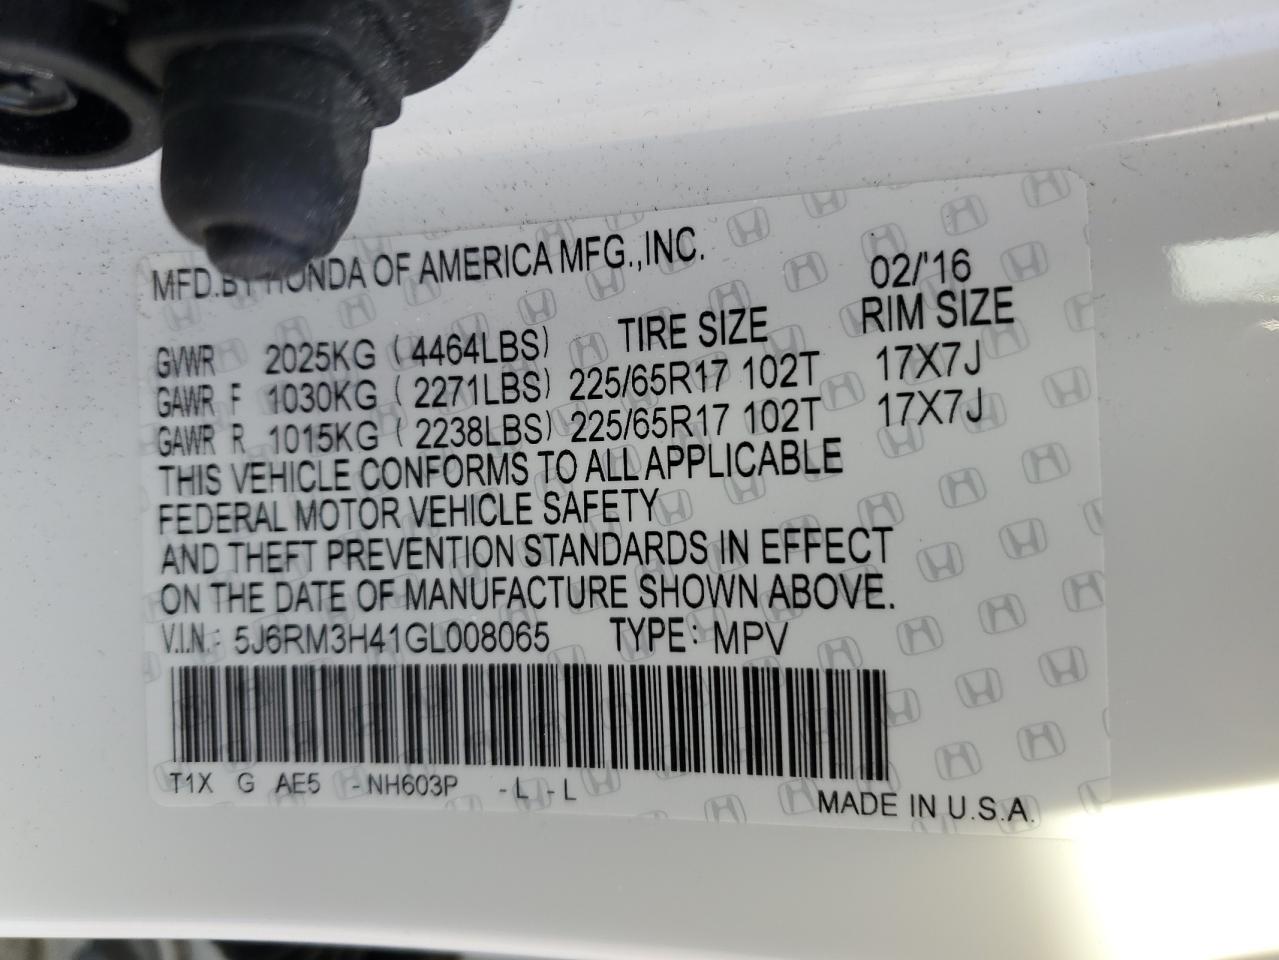 MFD.BY HONDA OF AMERICA MFG.,INC. 02/'16
TIRE SIZE RIM SIZE
GVWR 2025KG (4464LBS)
GAWR F 1030KG (2271LBS) 225/65R17 102T 17X7J
GAWR R 1015KG (2238LBS) 225/65R17 102T 17X7J
THIS VEHICLE CONFORMS TO ALL APPLICABLE
FEDERAL MOTOR VEHICLE SAFETY
AND THEFT PREVENTION STANDARDS IN EFFECT
ON THE DATE OF MANUFACTURE SHOWN ABOVE.
V.I.N.: 5J6RM3H41GL008065 TYPE: MPV
T1X G AE5 -NH603P -L -L
MADE IN U.S.A.